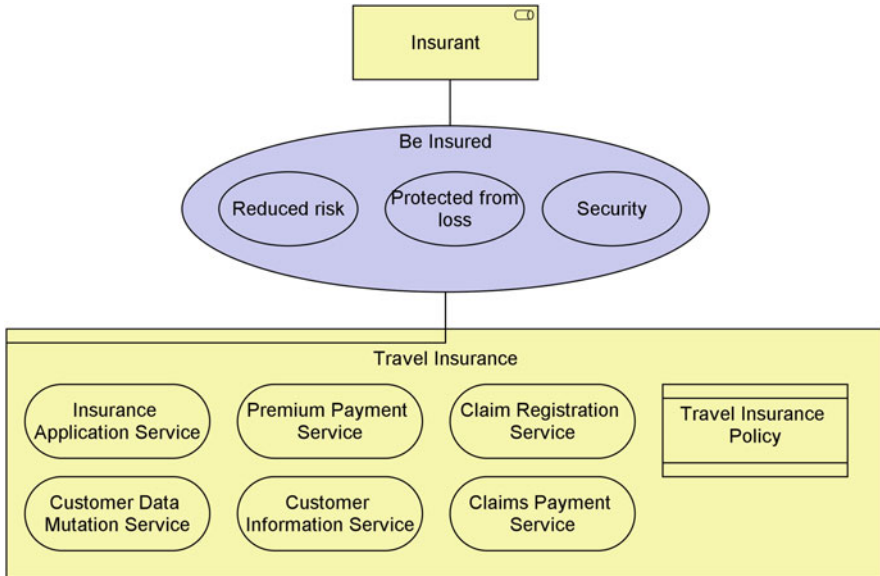 Insurant
Be Insured
Reduced risk
Protected from
loss
Security
Travel Insurance
Insurance
Application Service
Premium Payment
Service
Claim Registration
Service
Travel Insurance
Policy
Customer Data
Mutation Service
Customer
Information Service
Claims Payment
Service